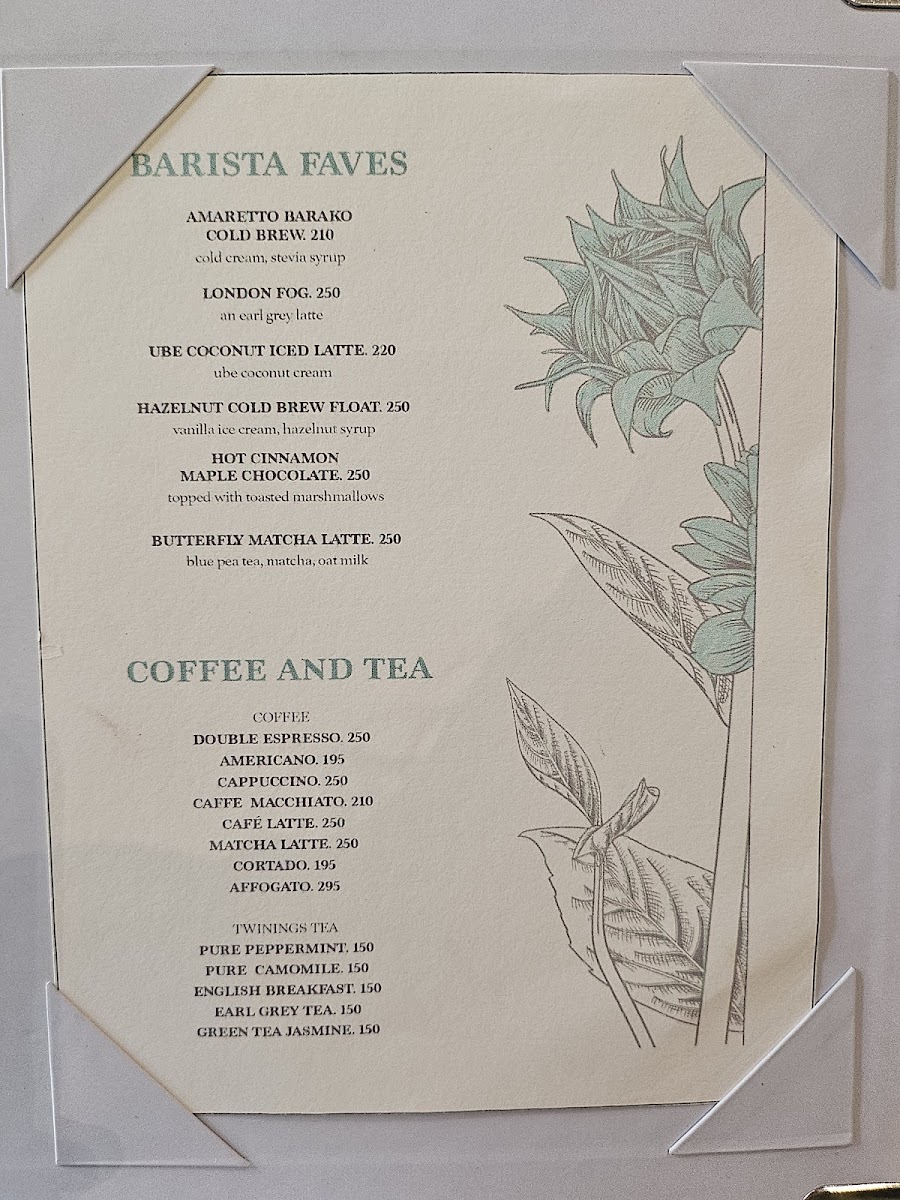 BARISTA FAVES
AMARETTO BARAKO
COLD BREW. 210
cold cream, stevia syrup
LONDON FOG. 250
an earl grey latte
UBE COCONUT ICED LATTE. 220
ube coconut cream
HAZELNUT COLD BREW FLOAT. 250
vanilla ice cream, hazelnut syrup
HOT CINNAMON
MAPLE CHOCOLATE. 250
topped with toasted marshmallows
BUTTERFLY MATCHA LATTE. 250
blue pea tea, matcha, oat milk
COFFEE AND TEA
COFFEE
DOUBLE ESPRESSO. 250
AMERICANO. 195
CAPPUCCINO. 250
CAFFE MACCHIATO. 210
CAFÉ LATTE. 250
MATCHA LATTE. 250
CORTADO. 195
AFFOGATO. 295
TWININGS TEA
PURE PEPPERMINT. 150
PURE CAMOMILE. 150
ENGLISH BREAKFAST. 150
EARL GREY TEA. 150
GREEN TEA JASMINE. 150